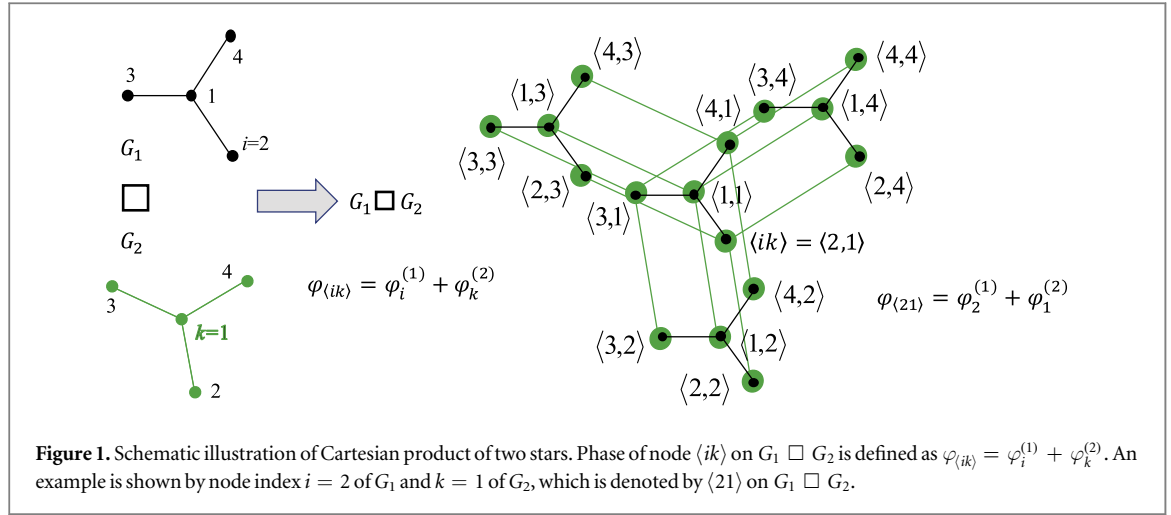 4
3
1
i=2
G₁
□
G₂
G₁ □ G₂
4
3
k=1
2
φ⟨ik⟩ = φᵢ⁽¹⁾ + φₖ⁽²⁾
⟨4,3⟩
⟨4,4⟩
⟨3,4⟩
⟨1,3⟩
⟨4,1⟩
⟨1,4⟩
⟨3,3⟩
⟨2,3⟩
⟨1,1⟩
⟨2,4⟩
⟨3,1⟩
⟨ik⟩ = ⟨2,1⟩
⟨4,2⟩
φ⟨21⟩ = φ₂⁽¹⁾ + φ₁⁽²⁾
⟨3,2⟩
⟨1,2⟩
⟨2,2⟩
Figure 1. Schematic illustration of Cartesian product of two stars. Phase of node ⟨ik⟩ on G₁ □ G₂ is defined as φ⟨ik⟩ = φᵢ⁽¹⁾ + φₖ⁽²⁾. An
example is shown by node index i = 2 of G₁ and k = 1 of G₂, which is denoted by ⟨21⟩ on G₁ □ G₂.